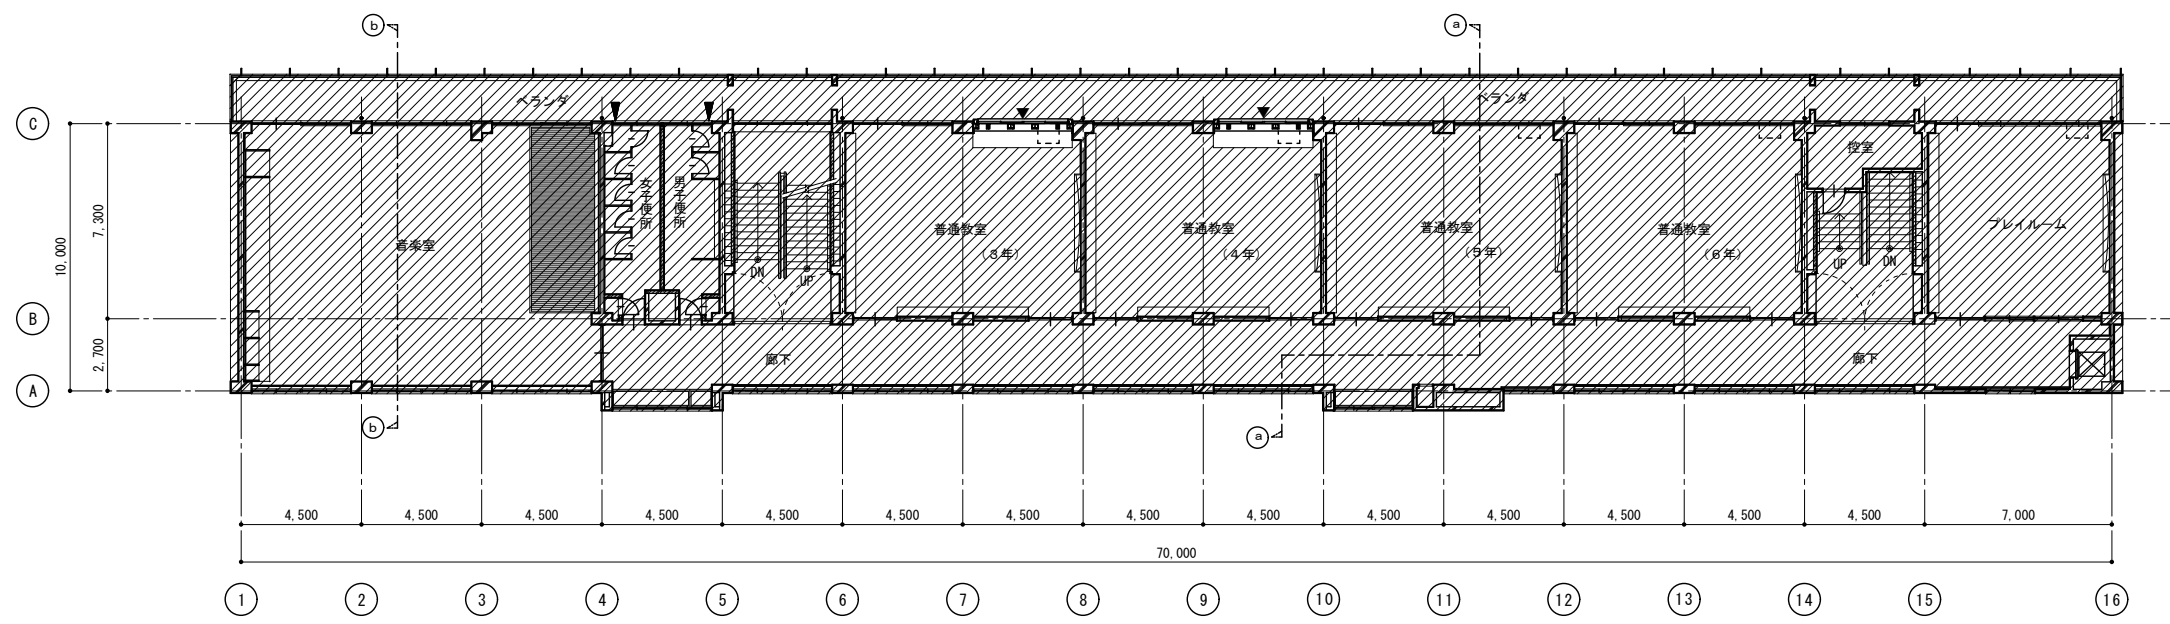 b
a
ベランダ
ベランダ
C
控室
女子便所
男子便所
7,300
10,000
音楽室
普通教室
(3年)
普通教室
(4年)
普通教室
(5年)
普通教室
(6年)
プレイルーム
DN
UP
UP
DN
B
2,700
廊下
廊下
A
b
a
4,500
4,500
4,500
4,500
4,500
4,500
4,500
4,500
4,500
4,500
4,500
4,500
4,500
4,500
7,000
70,000
1
2
3
4
5
6
7
8
9
10
11
12
13
14
15
16